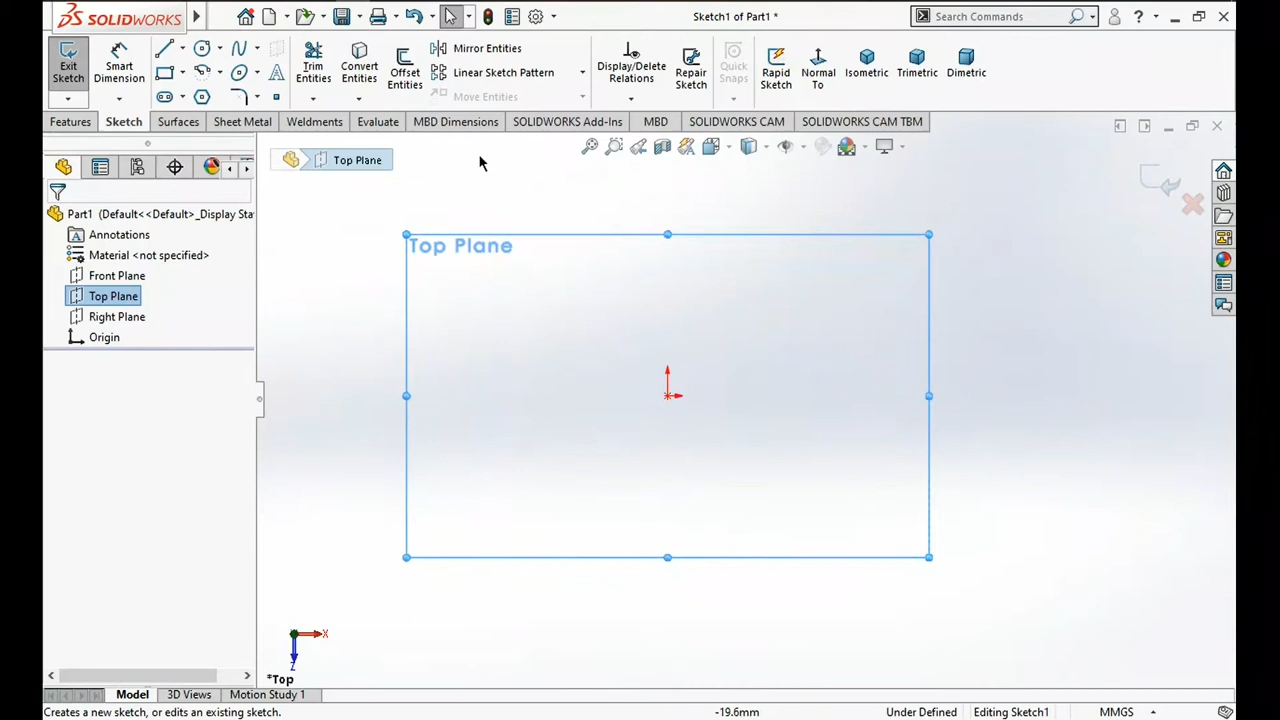 SOLIDWORKS
Sketch1 of Part1 *
Search Commands
?
Exit Sketch
Smart Dimension
Trim Entities
Convert Entities
Offset Entities
Mirror Entities
Linear Sketch Pattern
Move Entities
Display/Delete Relations
Repair Sketch
Quick Snaps
Rapid Sketch
Normal To
Isometric
Trimetric
Dimetric
Features
Sketch
Surfaces
Sheet Metal
Weldments
Evaluate
MBD Dimensions
SOLIDWORKS Add-Ins
MBD
SOLIDWORKS CAM
SOLIDWORKS CAM TBM
Top Plane
Part1 (Default<<Default>_Display Sta
Annotations
Material <not specified>
Front Plane
Top Plane
Right Plane
Origin
Top Plane
X
Z
*Top
Model
3D Views
Motion Study 1
Creates a new sketch, or edits an existing sketch.
-19.6mm
Under Defined
Editing Sketch1
MMGS